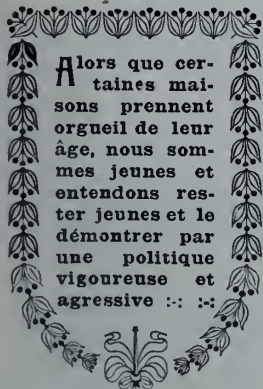 Alors que cer-
taines mai-
sons prennent
orgueil de leur
âge, nous som-
mes jeunes et
entendons res-
ter jeunes et le
démontrer par
une politique
vigoureuse et
agressive :-: :-: